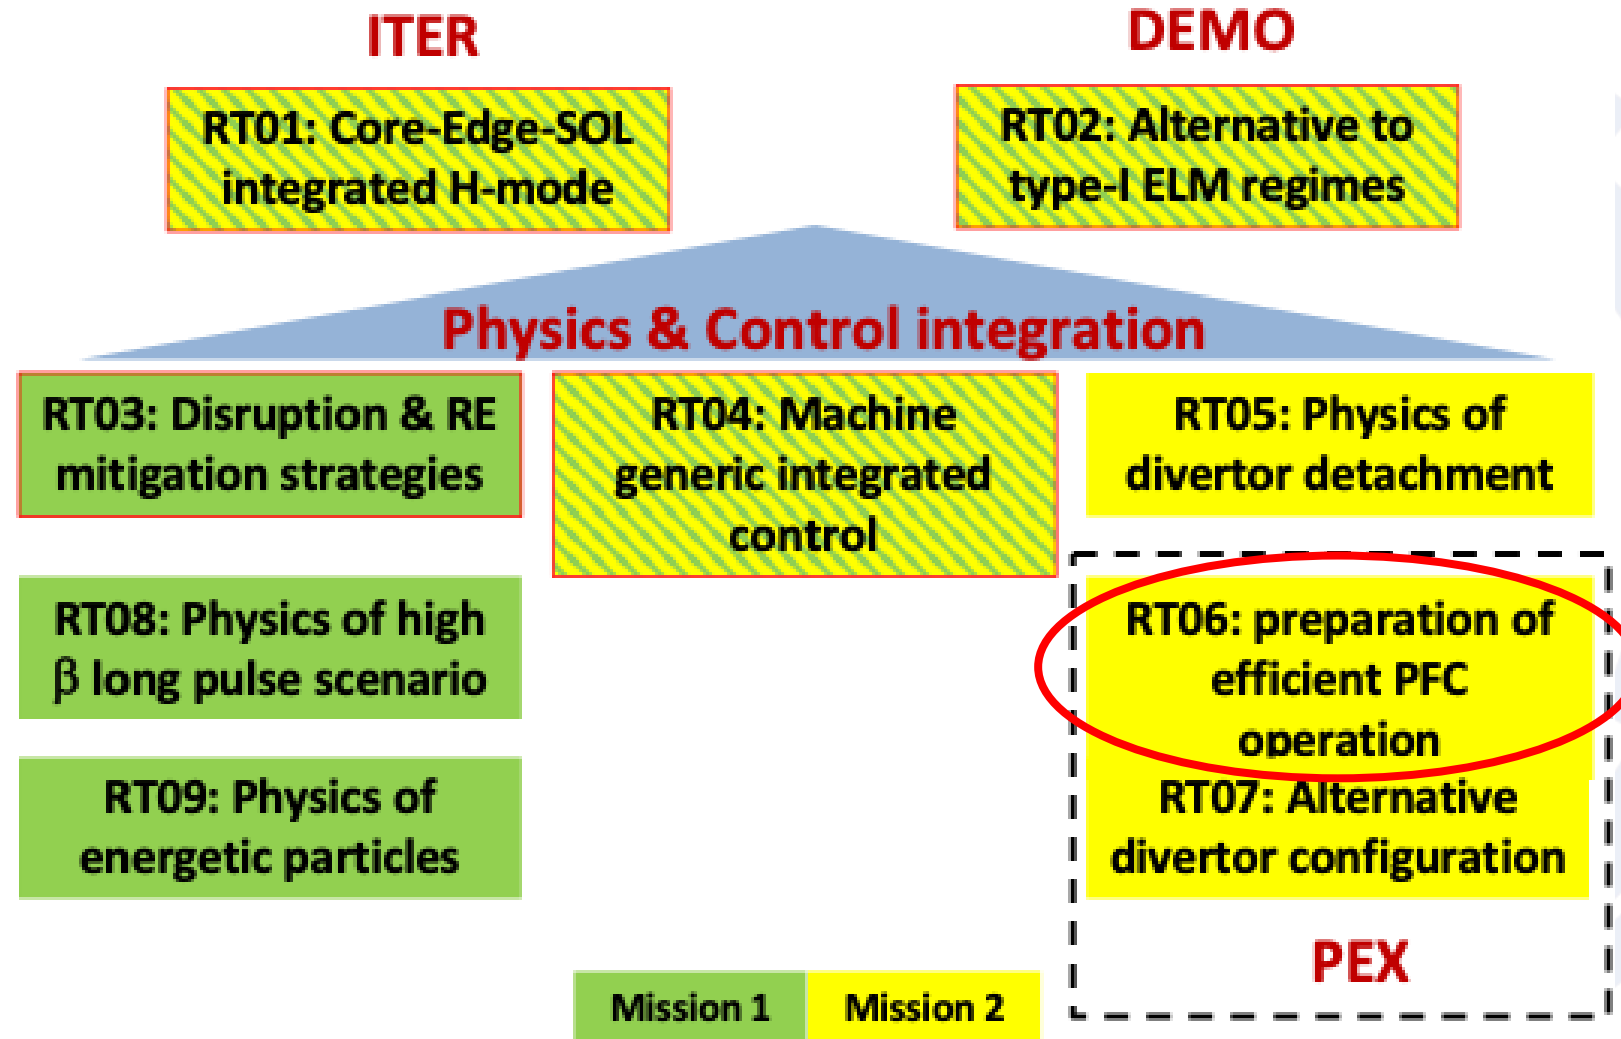 ITER
DEMO
RT01: Core-Edge-SOL
integrated H-mode
RT02: Alternative to
type-I ELM regimes
Physics & Control integration
RT03: Disruption & RE
mitigation strategies
RT04: Machine
generic integrated
control
RT05: Physics of
divertor detachment
RT08: Physics of high
β long pulse scenario
RT06: preparation of
efficient PFC
operation
RT09: Physics of
energetic particles
RT07: Alternative
divertor configuration
PEX
Mission 1
Mission 2